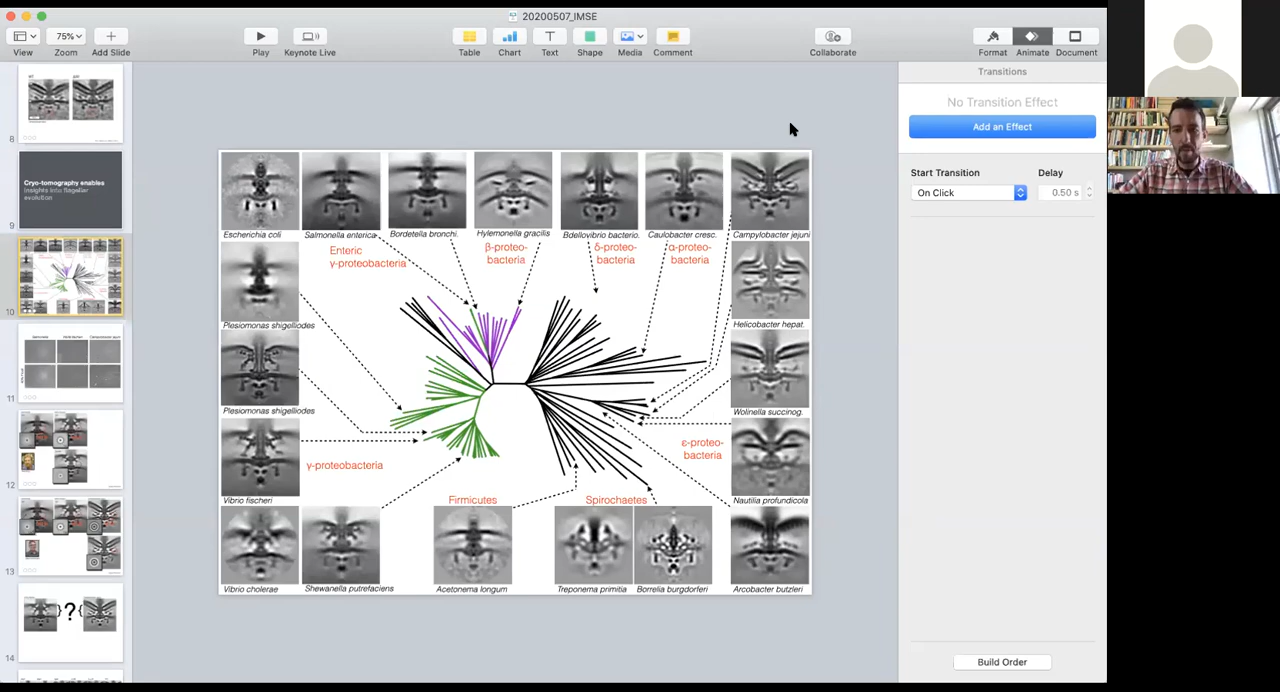 20200507_IMSE
75%
View
Zoom
Add Slide
Play
Keynote Live
Table
Chart
Text
Shape
Media
Comment
Collaborate
Format
Animate
Document
8
Cryo-tomography enables
insights into flagellar
evolution
9
10
11
12
13
?
14
Escherichia coli
Salmonella enterica
Bordetella bronchi.
Hylemonella gracilis
Bdellovibrio bacterio.
Caulobacter cresc.
Campylobacter jejuni
Enteric
γ-proteobacteria
β-proteo-
bacteria
δ-proteo-
bacteria
α-proteo-
bacteria
Plesiomonas shigelloides
Helicobacter hepat.
Plesiomonas shigelloides
Wolinella succinog.
γ-proteobacteria
ε-proteo-
bacteria
Vibrio fischeri
Firmicutes
Spirochaetes
Nautilia profundicola
Vibrio cholerae
Shewanella putrefaciens
Acetonema longum
Treponema primitia
Borrelia burgdorferi
Arcobacter butzleri
Transitions
No Transition Effect
Add an Effect
Start Transition
Delay
On Click
0.50 s
Build Order